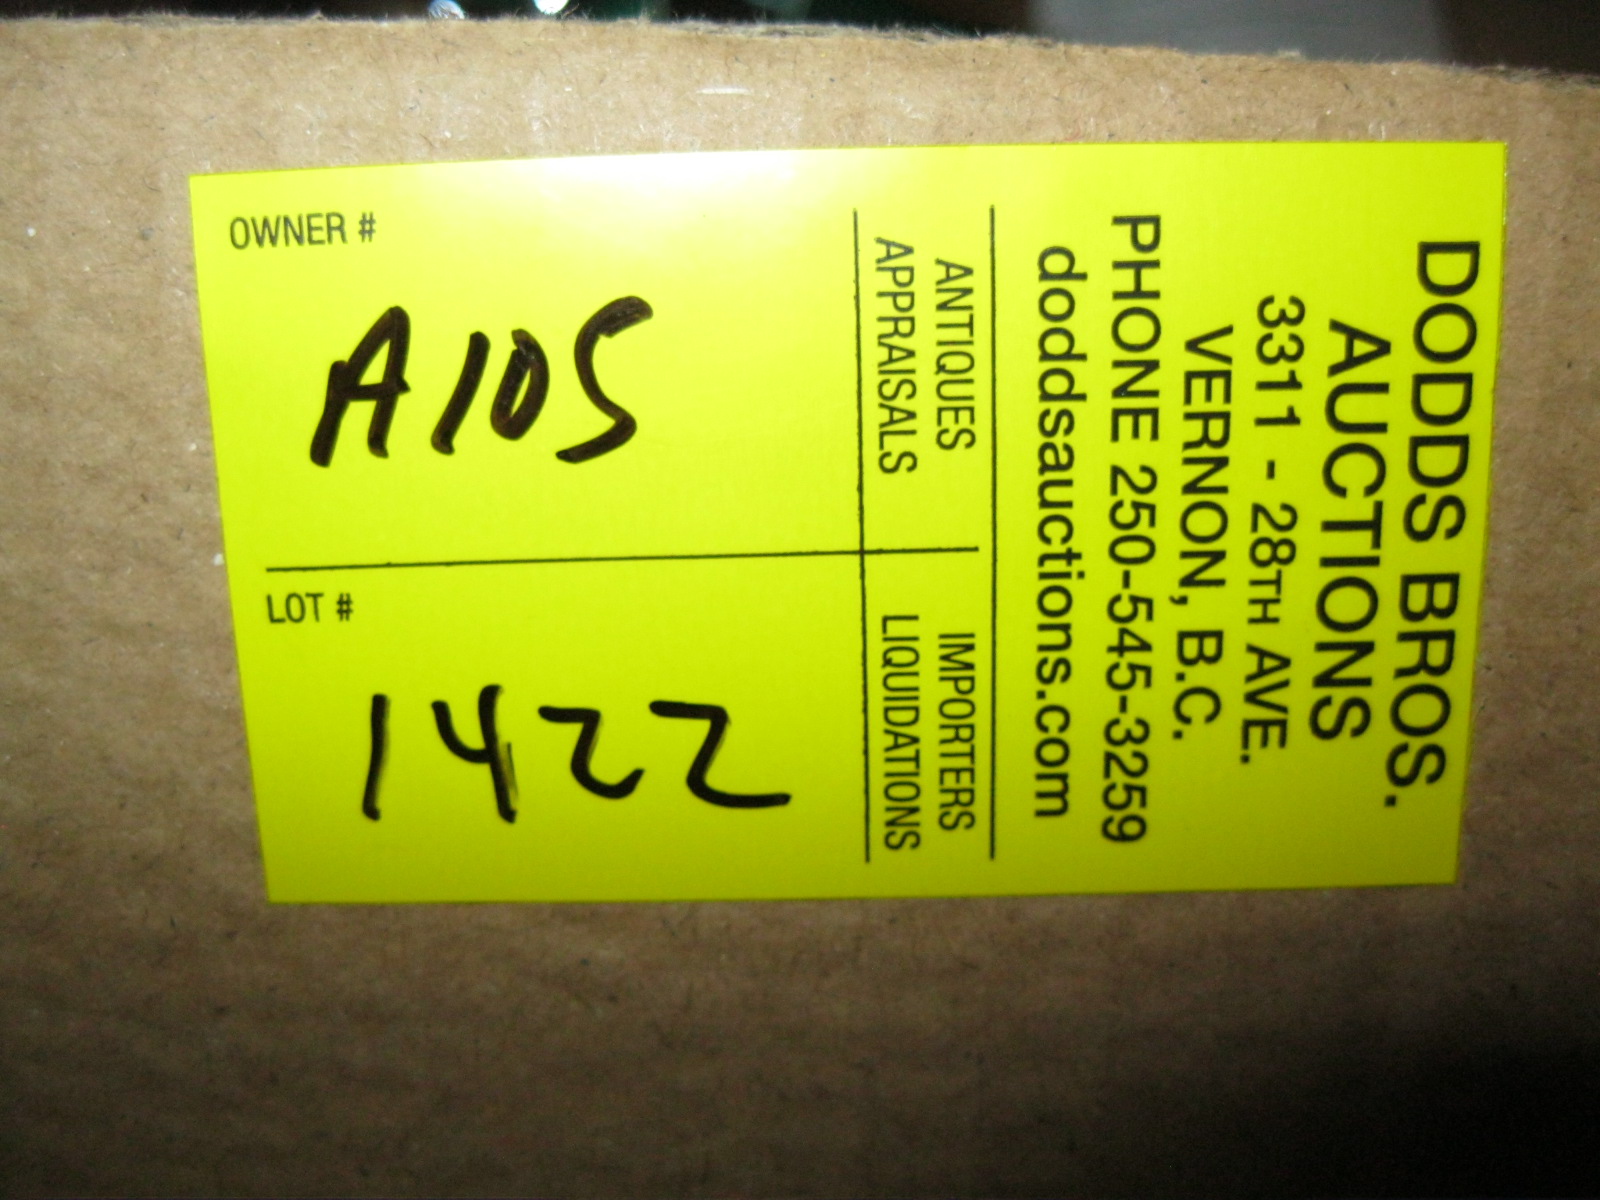 DODDS BROS.
AUCTIONS
3311 - 28TH AVE.
VERNON, B.C.
PHONE 250-545-3259
doddsauctions.com
ANTIQUES
APPRAISALS
IMPORTERS
LIQUIDATIONS
OWNER #
A105
LOT #
1422